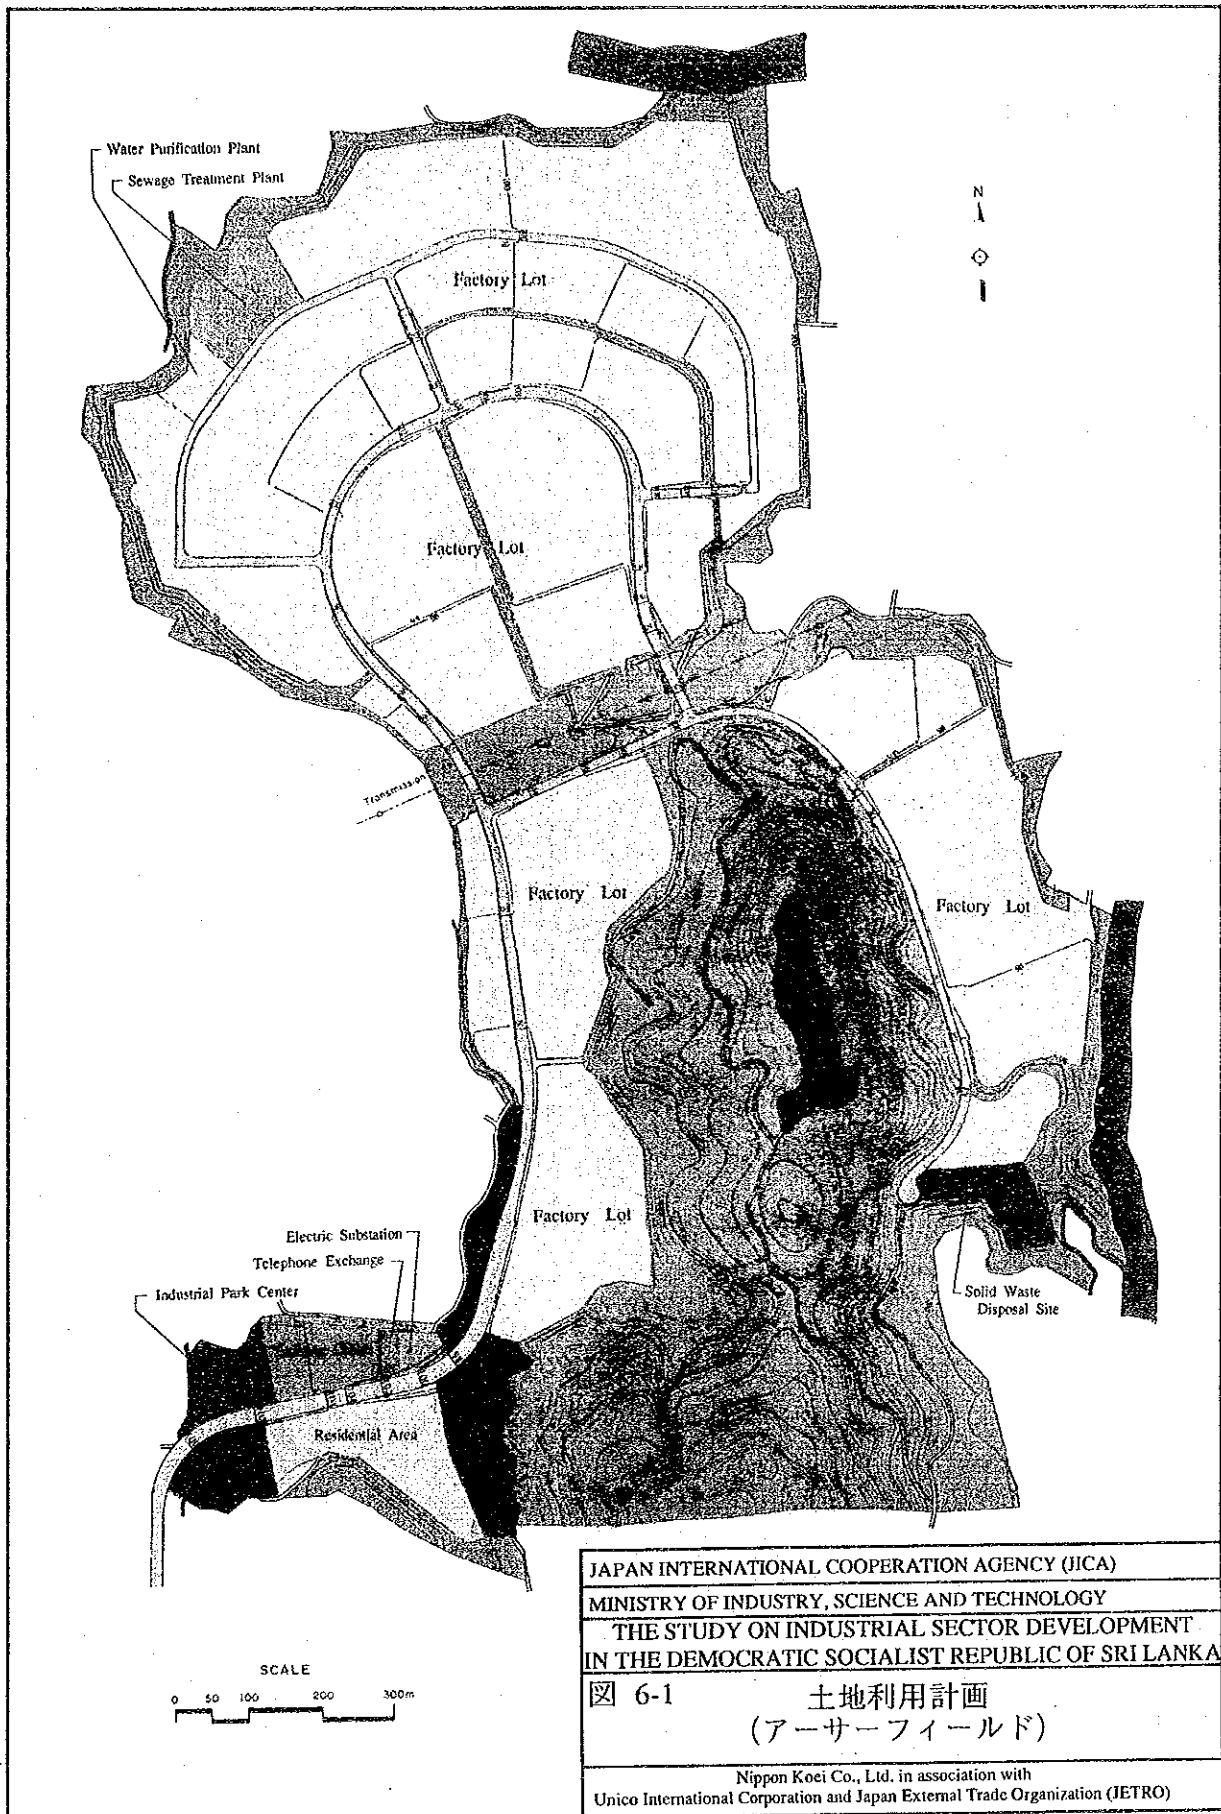 Water Purification Plant
Sewage Treatment Plant
N
Factory Lot
Factory Lot
Transmission
Factory Lot
Factory Lot
Factory Lot
Electric Substation
Telephone Exchange
Industrial Park Center
Solid Waste
Disposal Site
Residential Area
SCALE
0 50 100 200 300m
JAPAN INTERNATIONAL COOPERATION AGENCY (JICA)
MINISTRY OF INDUSTRY, SCIENCE AND TECHNOLOGY
THE STUDY ON INDUSTRIAL SECTOR DEVELOPMENT
IN THE DEMOCRATIC SOCIALIST REPUBLIC OF SRI LANKA
図 6-1 土地利用計画
(アーサーフィールド)
Nippon Koei Co., Ltd. in association with
Unico International Corporation and Japan External Trade Organization (JETRO)